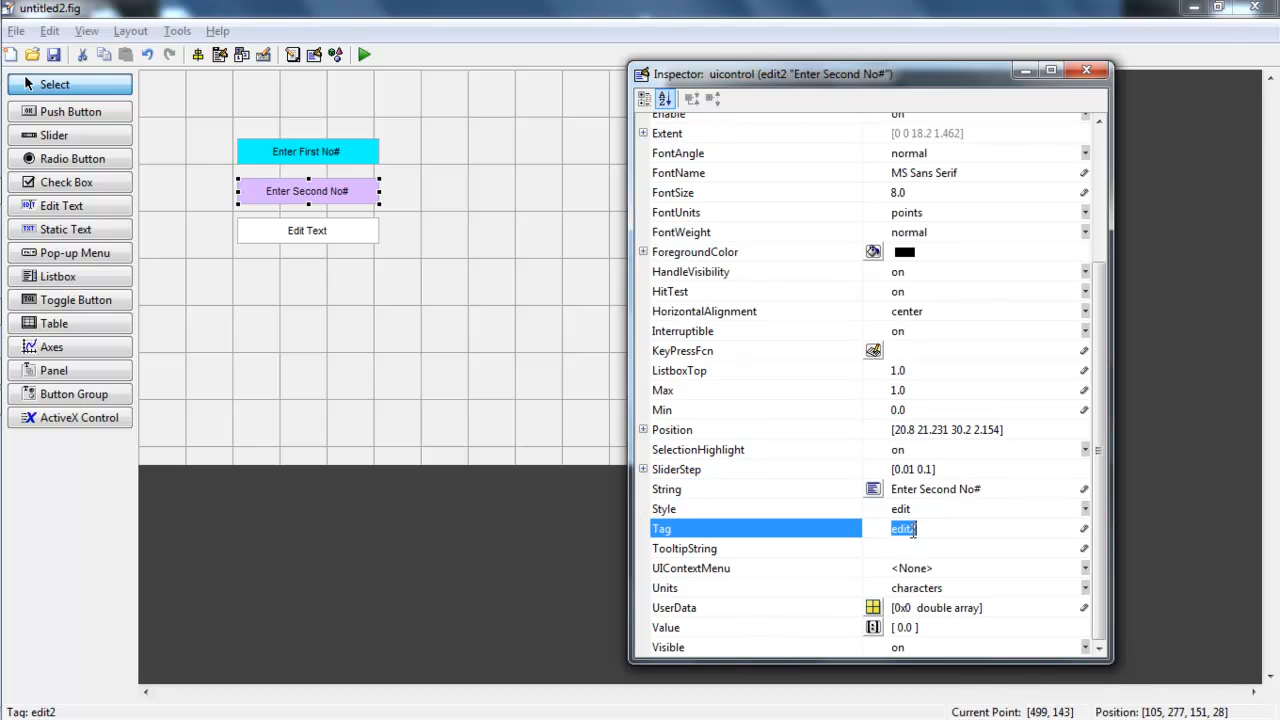 untitled2.fig
File Edit View Layout Tools Help
Select
Push Button
Slider
Radio Button
Check Box
Edit Text
Static Text
Pop-up Menu
Listbox
Toggle Button
Table
Axes
Panel
Button Group
ActiveX Control
Enter First No#
Enter Second No#
Edit Text
Inspector: uicontrol (edit2 "Enter Second No#")
Enable on
Extent [0 0 18.2 1.462]
FontAngle normal
FontName MS Sans Serif
FontSize 8.0
FontUnits points
FontWeight normal
ForegroundColor
HandleVisibility on
HitTest on
HorizontalAlignment center
Interruptible on
KeyPressFcn
ListboxTop 1.0
Max 1.0
Min 0.0
Position [20.8 21.231 30.2 2.154]
SelectionHighlight on
SliderStep [0.01 0.1]
String Enter Second No#
Style edit
Tag edit2
TooltipString
UIContextMenu <None>
Units characters
UserData [0x0 double array]
Value [ 0.0 ]
Visible on
Tag: edit2
Current Point: [499, 143] Position: [105, 277, 151, 28]